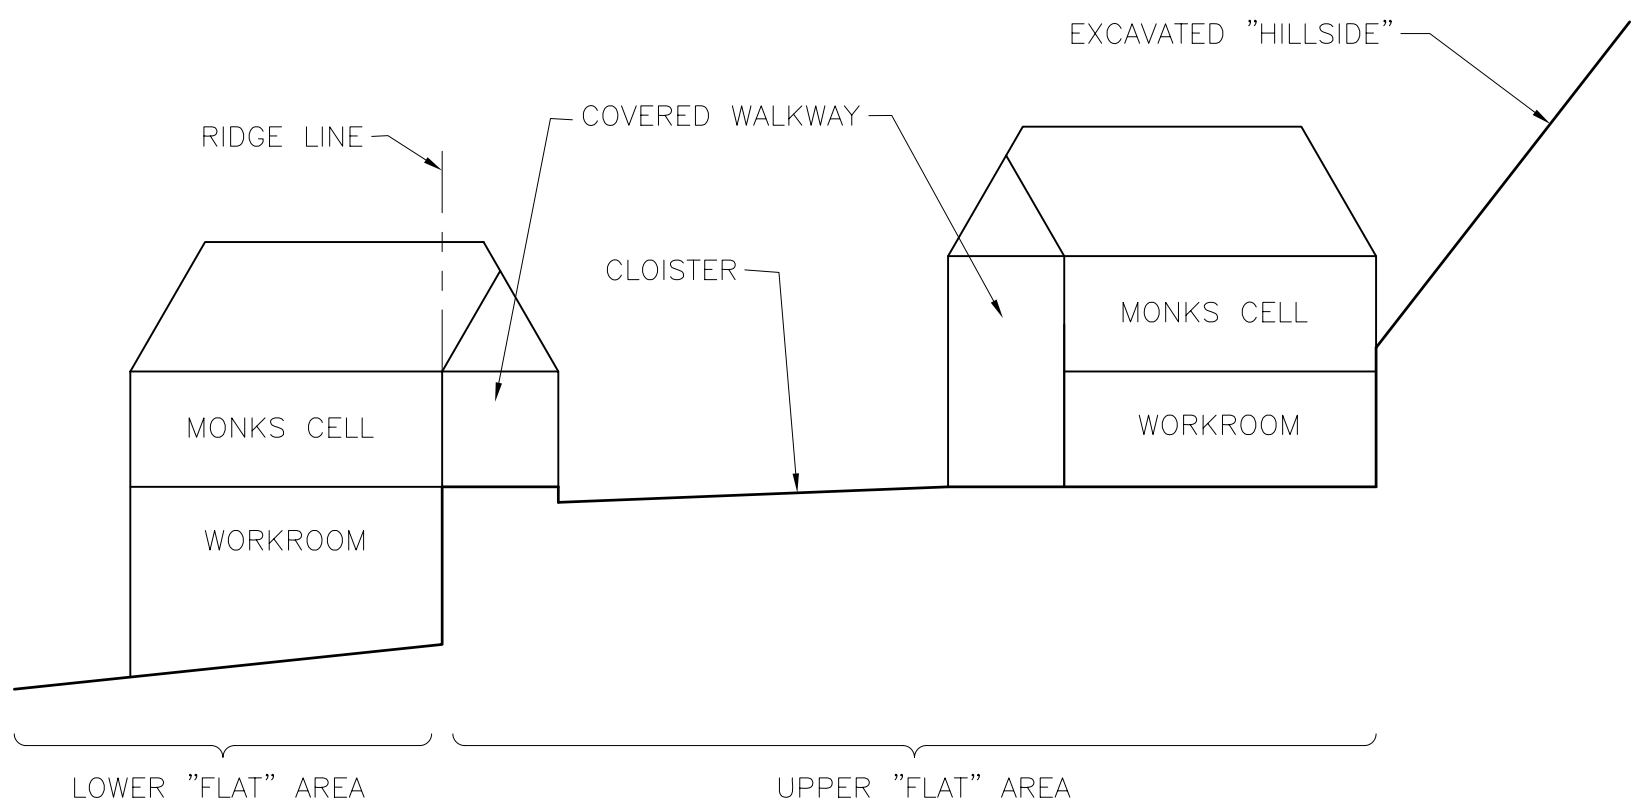 EXCAVATED "HILLSIDE"
COVERED WALKWAY
RIDGE LINE
CLOISTER
MONKS CELL
WORKROOM
MONKS CELL
WORKROOM
LOWER "FLAT" AREA
UPPER "FLAT" AREA